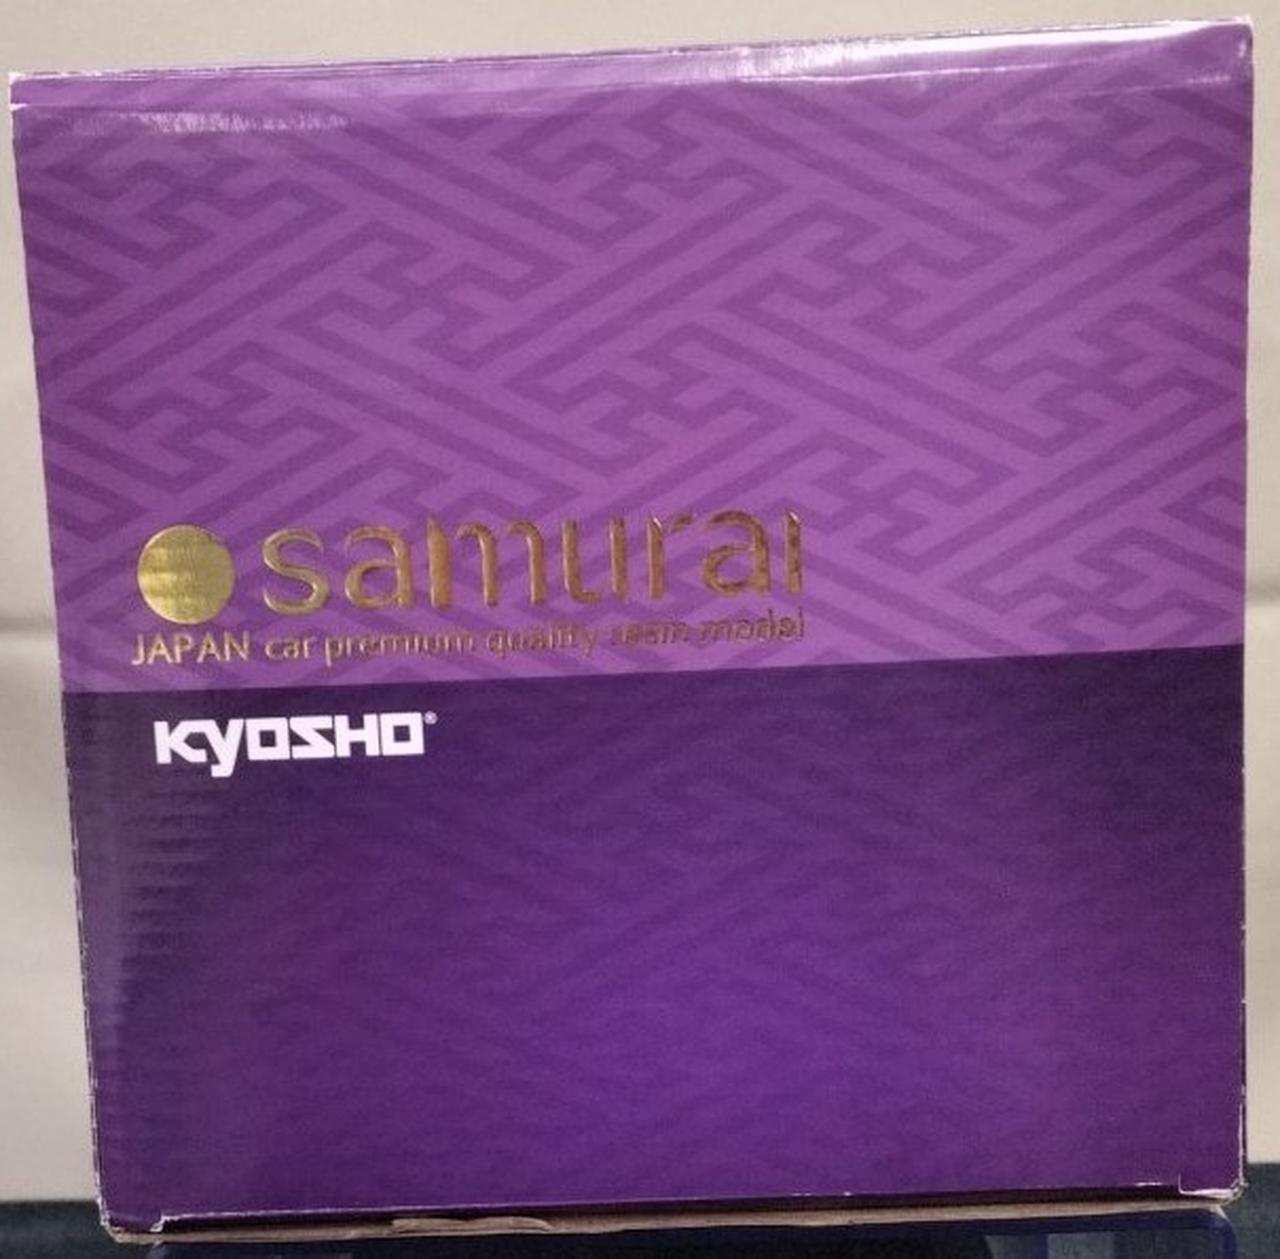 samurai
JAPAN car premium quality resin model
KYOSHO®